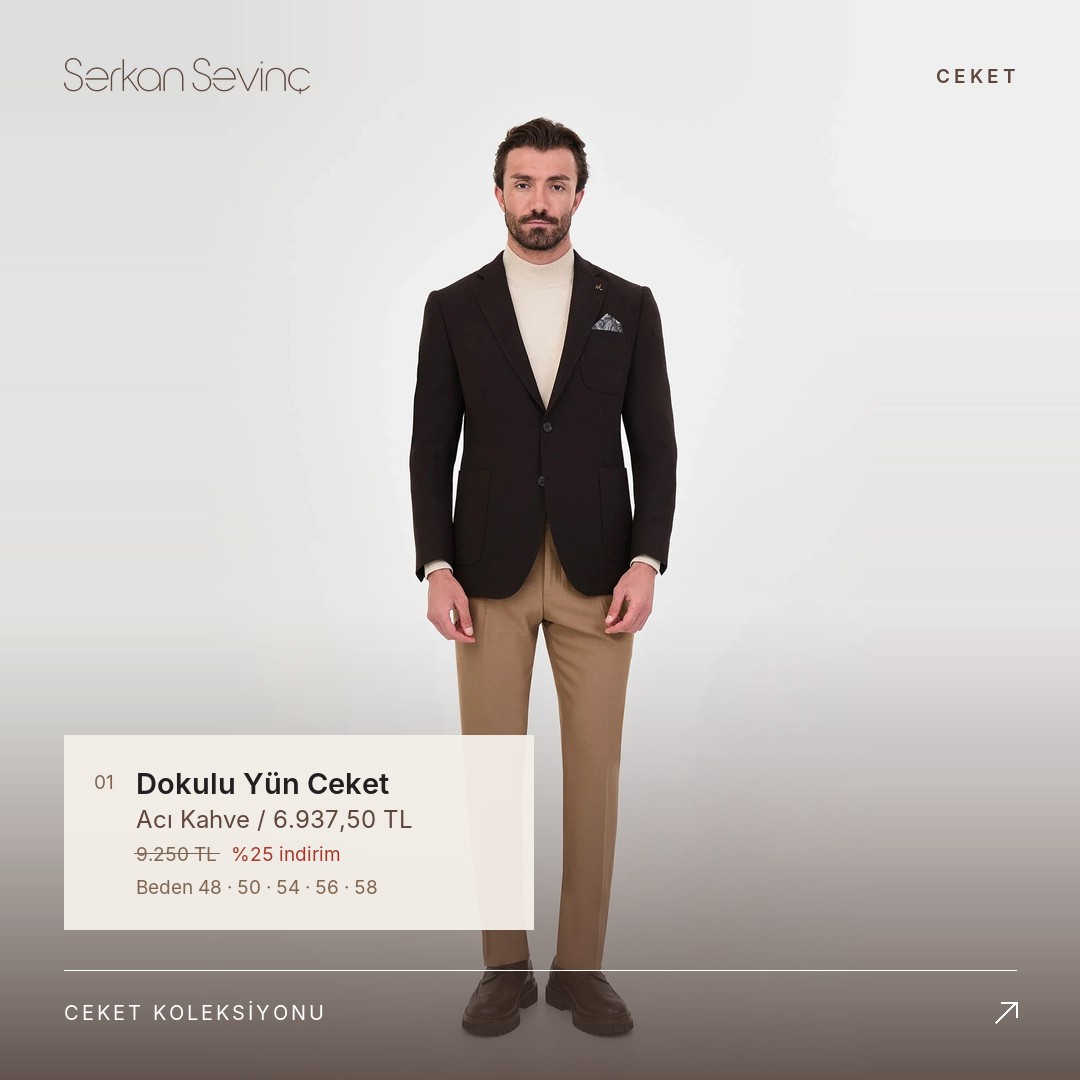 Serkan Sevinç
CEKET
01
Dokulu Yün Ceket
Acı Kahve / 6.937,50 TL
9.250 TL %25 indirim
Beden 48 · 50 · 54 · 56 · 58
CEKET KOLEKSİYONU